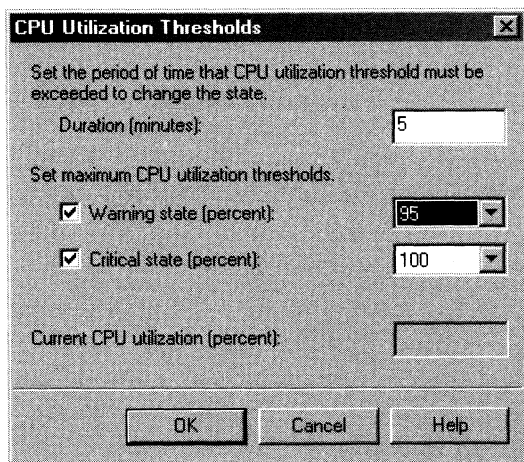 CPU Utilization Thresholds
Set the period of time that CPU utilization threshold must be
exceeded to change the state.
Duration (minutes): 5
Set maximum CPU utilization thresholds.
Warning state (percent): 95
Critical state (percent): 100
Current CPU utilization (percent):
OK Cancel Help